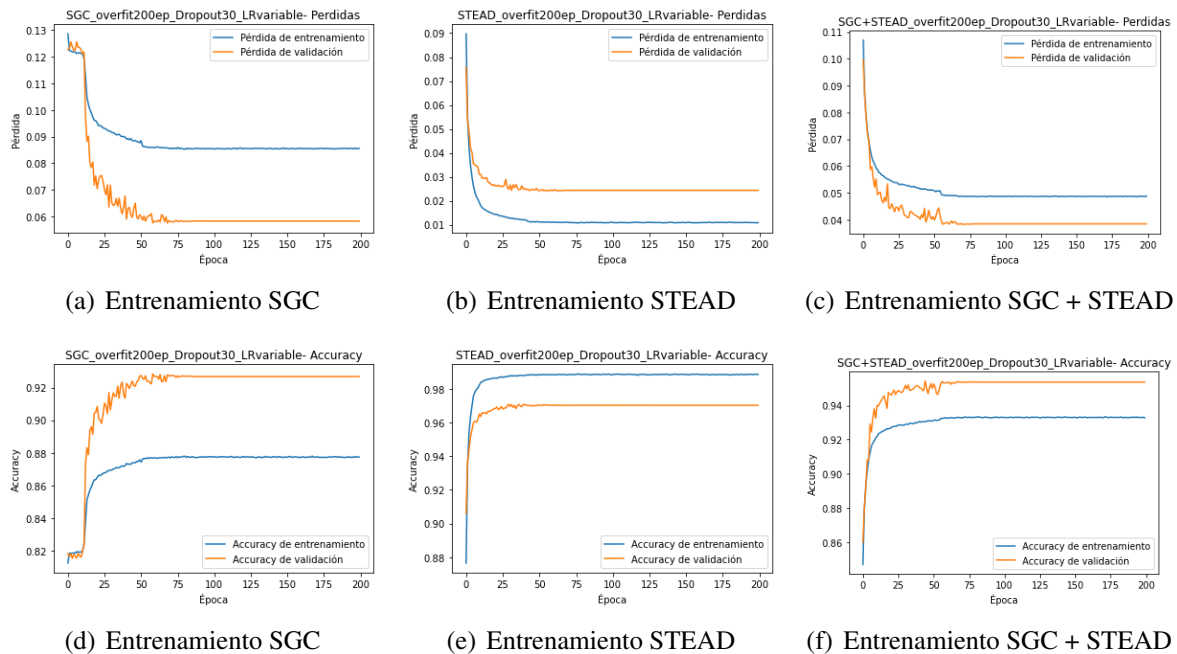 SGC_overfit200ep_Dropout30_LRvariable- Perdidas
0.13
0.12
0.11
0.10
0.09
0.08
0.07
0.06
Pérdida
Pérdida de entrenamiento
Pérdida de validación
0 25 50 75 100 125 150 175 200
Época
(a) Entrenamiento SGC
STEAD_overfit200ep_Dropout30_LRvariable- Perdidas
0.09
0.08
0.07
0.06
0.05
0.04
0.03
0.02
0.01
Pérdida
Pérdida de entrenamiento
Pérdida de validación
0 25 50 75 100 125 150 175 200
Época
(b) Entrenamiento STEAD
SGC+STEAD_overfit200ep_Dropout30_LRvariable- Perdidas
0.11
0.10
0.09
0.08
0.07
0.06
0.05
0.04
Pérdida
Pérdida de entrenamiento
Pérdida de validación
0 25 50 75 100 125 150 175 200
Época
(c) Entrenamiento SGC + STEAD
SGC_overfit200ep_Dropout30_LRvariable- Accuracy
0.92
0.90
0.88
0.86
0.84
0.82
Accuracy
Accuracy de entrenamiento
Accuracy de validación
0 25 50 75 100 125 150 175 200
Época
(d) Entrenamiento SGC
STEAD_overfit200ep_Dropout30_LRvariable- Accuracy
0.98
0.96
0.94
0.92
0.90
0.88
Accuracy
Accuracy de entrenamiento
Accuracy de validación
0 25 50 75 100 125 150 175 200
Época
(e) Entrenamiento STEAD
SGC+STEAD_overfit200ep_Dropout30_LRvariable- Accuracy
0.94
0.92
0.90
0.88
0.86
Accuracy
Accuracy de entrenamiento
Accuracy de validación
0 25 50 75 100 125 150 175 200
Época
(f) Entrenamiento SGC + STEAD